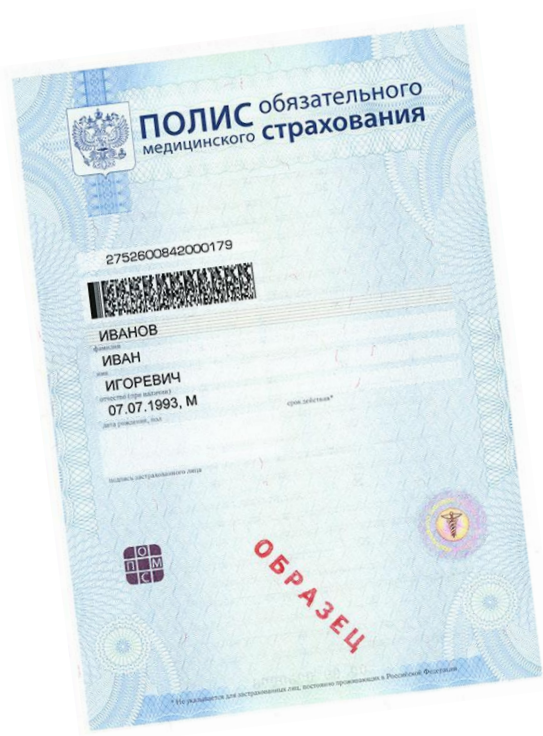 ПОЛИС обязательного
медицинского страхования
2752600842000179
ИВАНОВ
фамилия
ИВАН
имя
ИГОРЕВИЧ
отчество (при наличии)
07.07.1993, М
срок действия*
дата рождения, пол
подпись застрахованного лица
О
П М
С
ОБРАЗЕЦ
* Не указывается для застрахованных лиц, постоянно проживающих в Российской Федерации